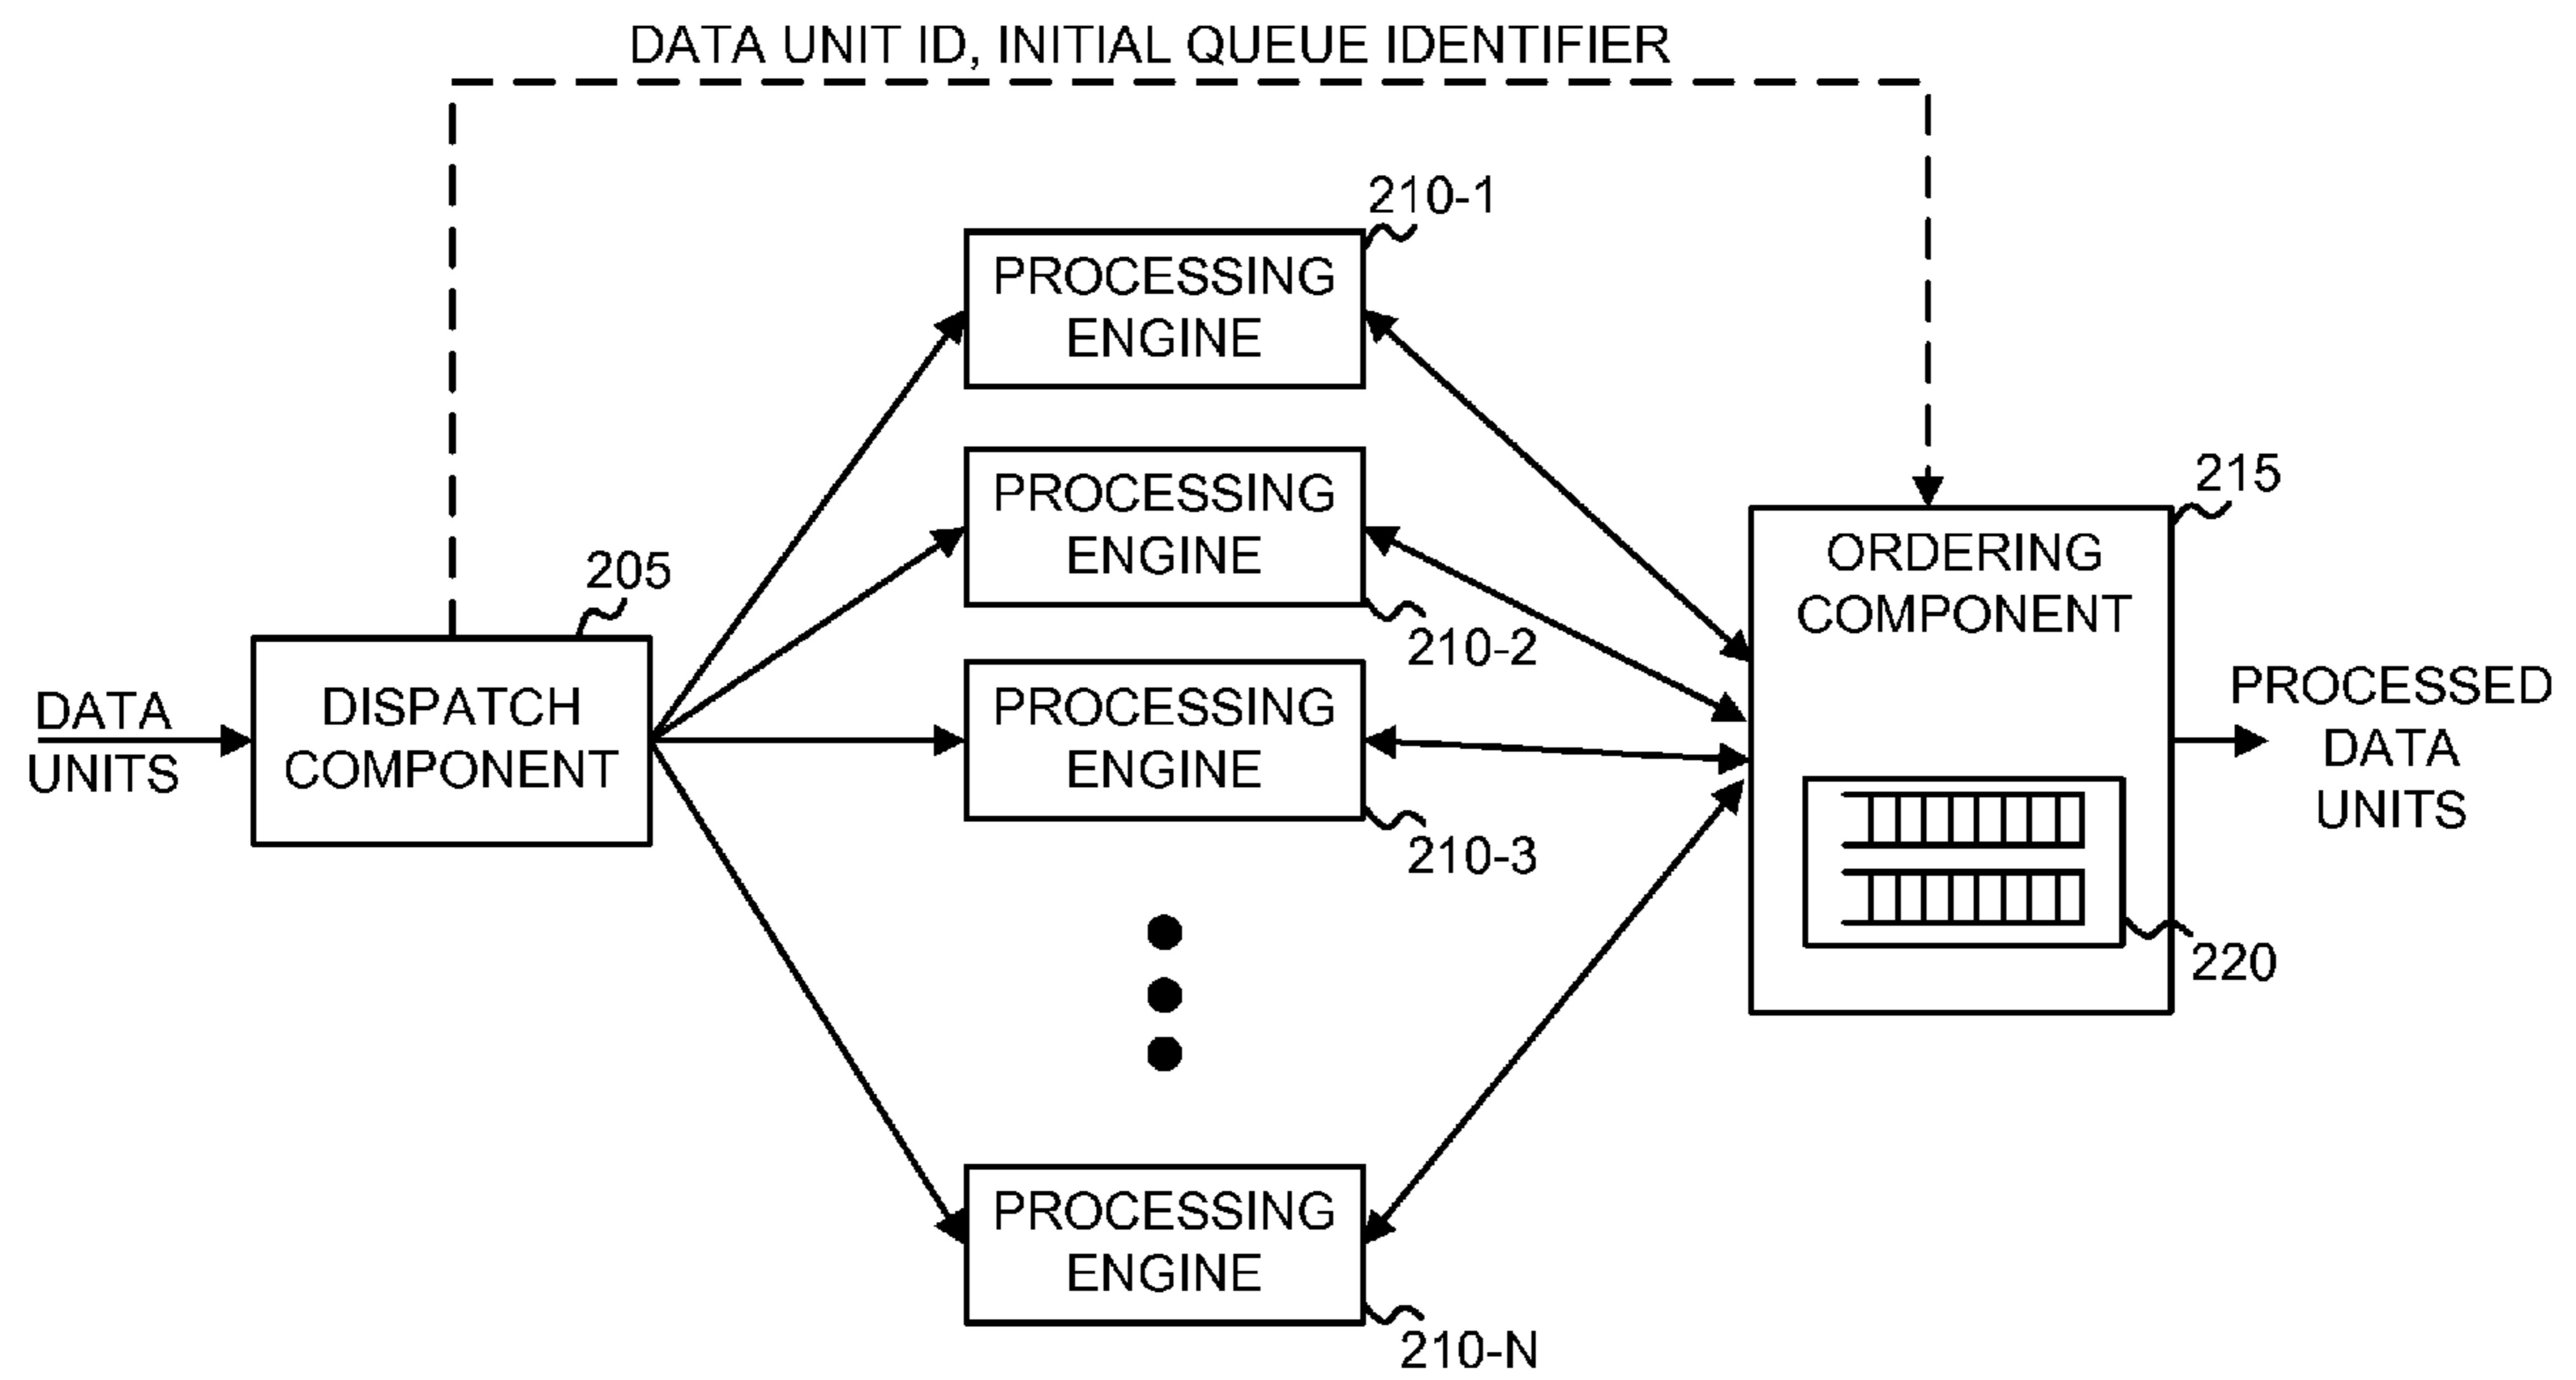 DATA UNIT ID, INITIAL QUEUE IDENTIFIER
210-1
PROCESSING
ENGINE
PROCESSING
ENGINE
210-2
215
ORDERING
COMPONENT
205
DATA
UNITS
DISPATCH
COMPONENT
PROCESSING
ENGINE
210-3
PROCESSED
DATA
UNITS
220
PROCESSING
ENGINE
210-N